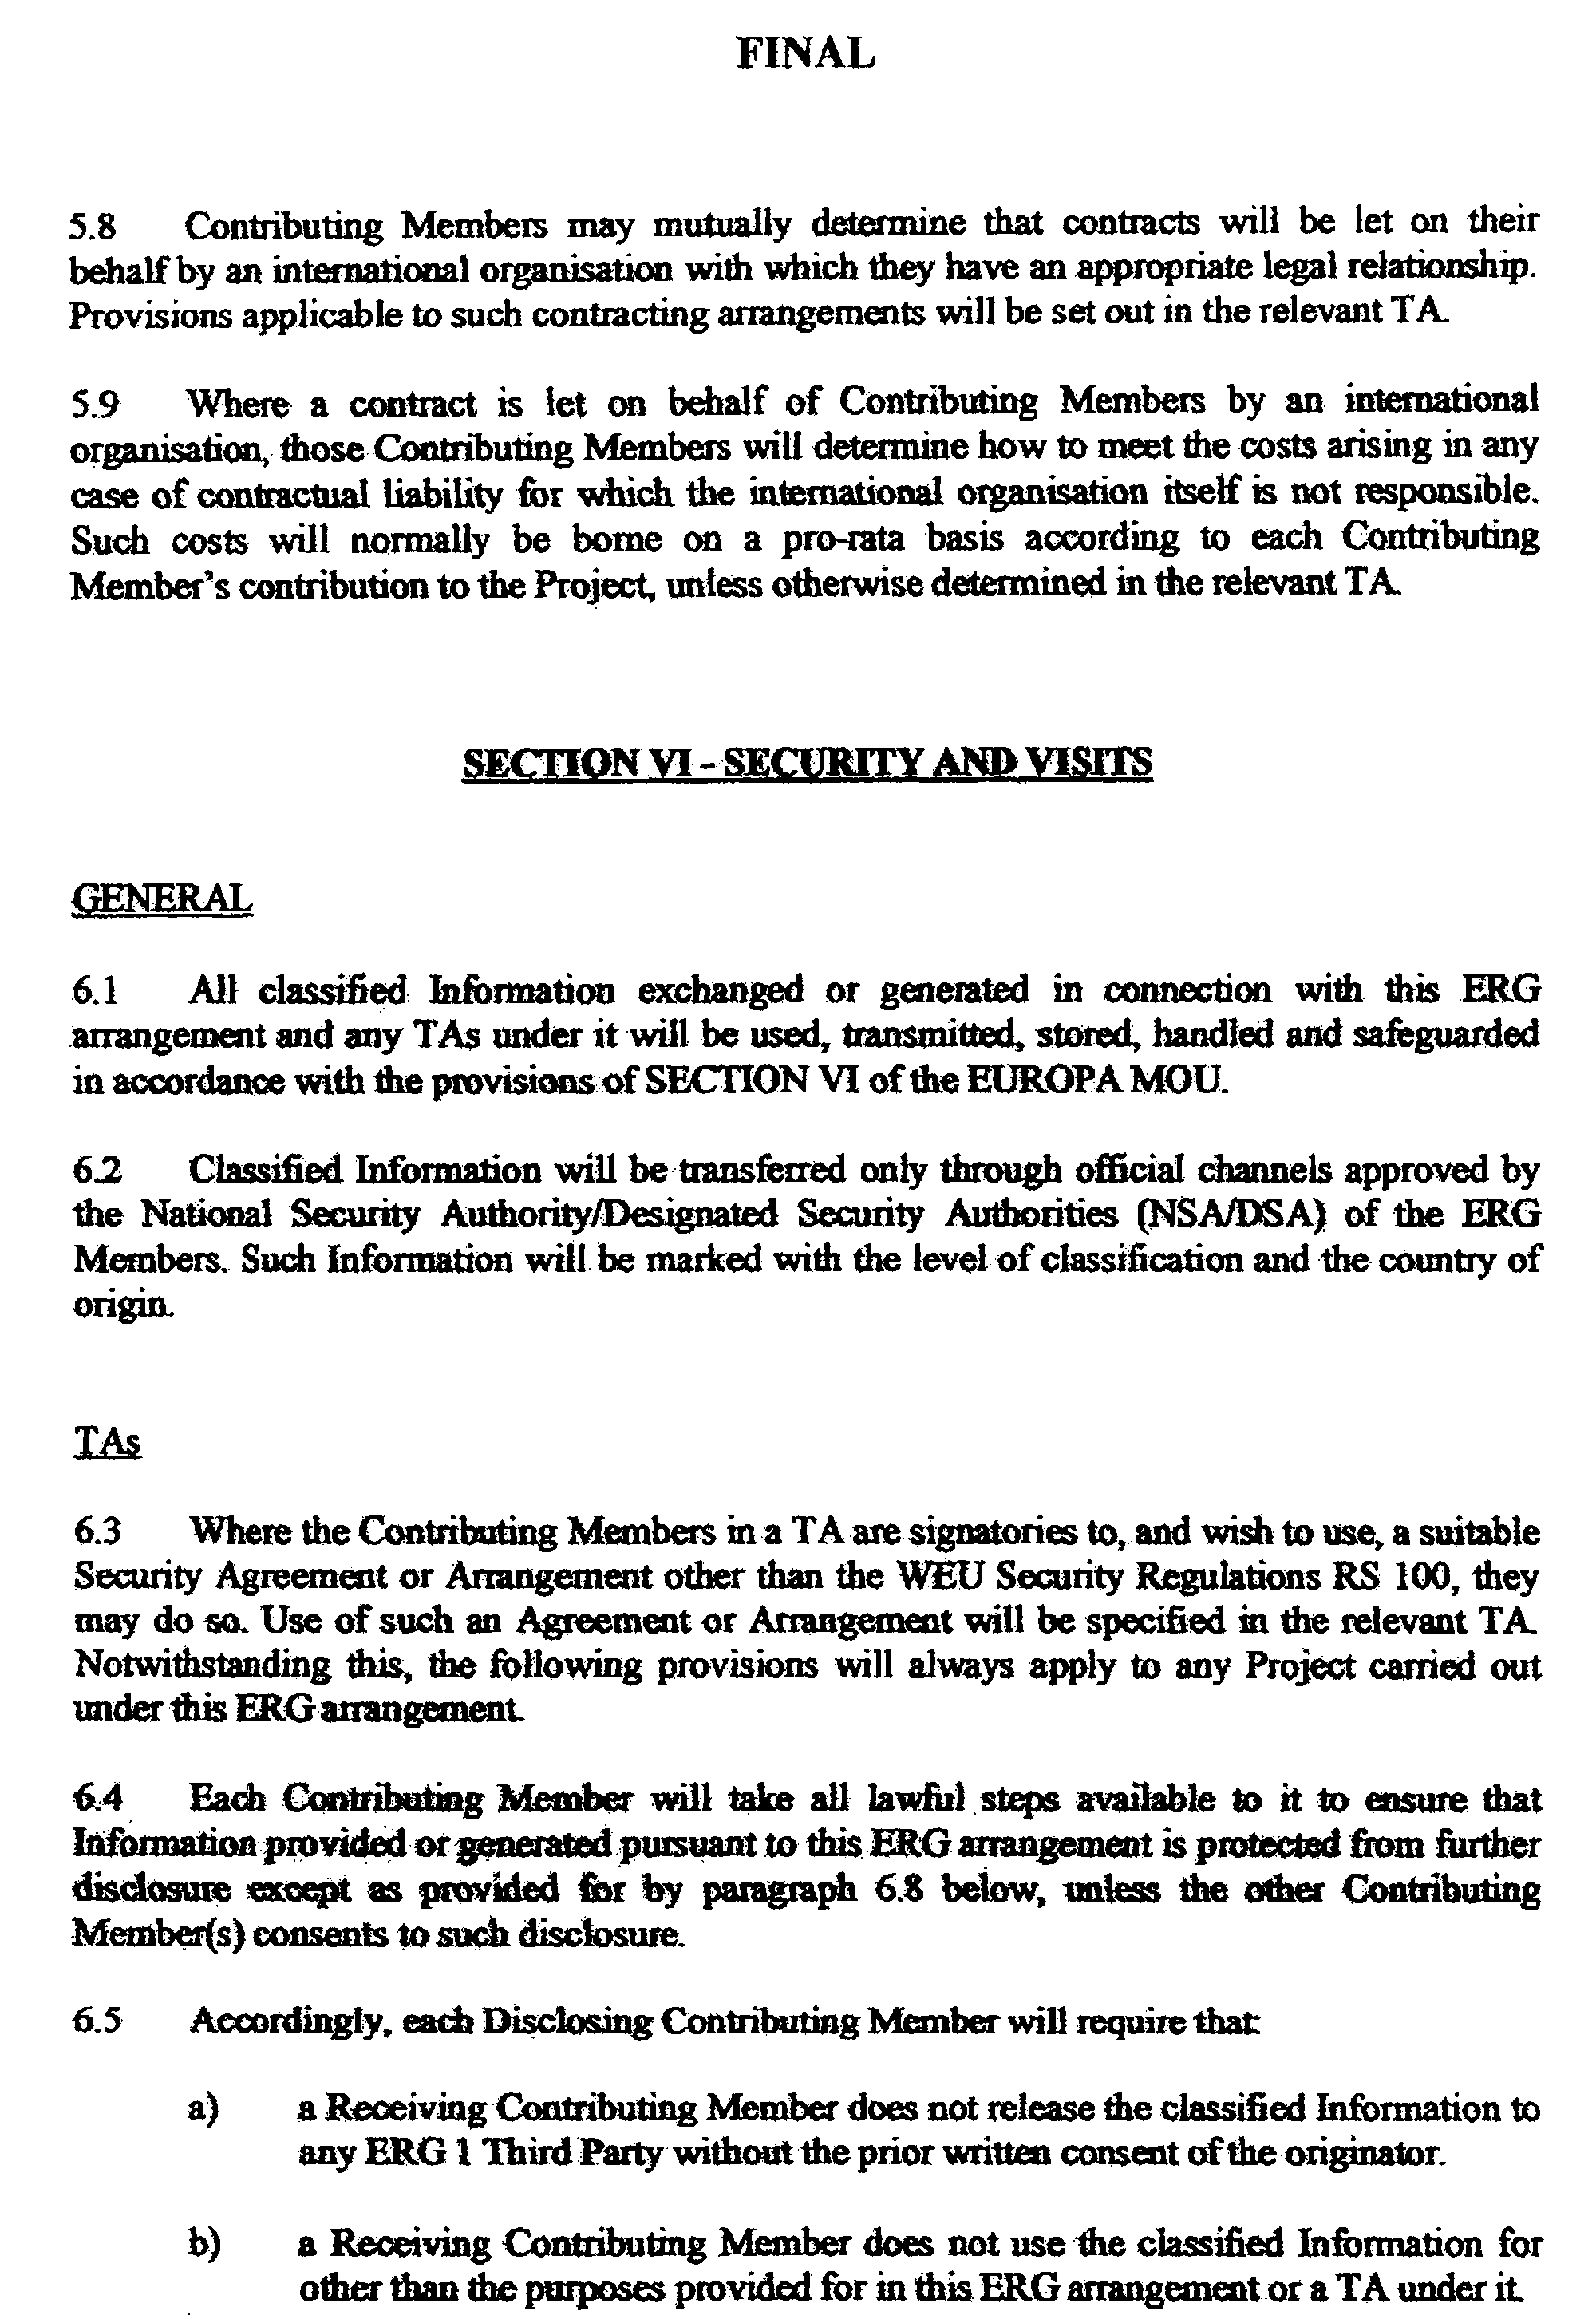 FINAL
5.8 Contributing Members may mutually determine that contracts will be let on their
behalf by an international organisation with which they have an appropriate legal relationship.
Provisions applicable to such contracting arrangements will be set out in the relevant TA.
5.9 Where a contract is let on behalf of Contributing Members by an international
organisation, those Contributing Members will determine how to meet the costs arising in any
case of contractual liability for which the international organisation itself is not responsible.
Such costs will normally be borne on a pro-rata basis according to each Contributing
Member's contribution to the Project, unless otherwise determined in the relevant TA.
SECTION VI - SECURITY AND VISITS
GENERAL
6.1 All classified Information exchanged or generated in connection with this ERG
arrangement and any TAs under it will be used, transmitted, stored, handled and safeguarded
in accordance with the provisions of SECTION VI of the EUROPA MOU.
6.2 Classified Information will be transferred only through official channels approved by
the National Security Authority/Designated Security Authorities (NSA/DSA) of the ERG
Members. Such Information will be marked with the level of classification and the country of
origin.
TAs
6.3 Where the Contributing Members in a TA are signatories to, and wish to use, a suitable
Security Agreement or Arrangement other than the WEU Security Regulations RS 100, they
may do so. Use of such an Agreement or Arrangement will be specified in the relevant TA.
Notwithstanding this, the following provisions will always apply to any Project carried out
under this ERG arrangement.
6.4 Each Contributing Member will take all lawful steps available to it to ensure that
Information provided or generated pursuant to this ERG arrangement is protected from further
disclosure except as provided for by paragraph 6.8 below, unless the other Contributing
Member(s) consents to such disclosure.
6.5 Accordingly, each Disclosing Contributing Member will require that:
a) a Receiving Contributing Member does not release the classified Information to
any ERG 1 Third Party without the prior written consent of the originator.
b) a Receiving Contributing Member does not use the classified Information for
other than the purposes provided for in this ERG arrangement or a TA under it.